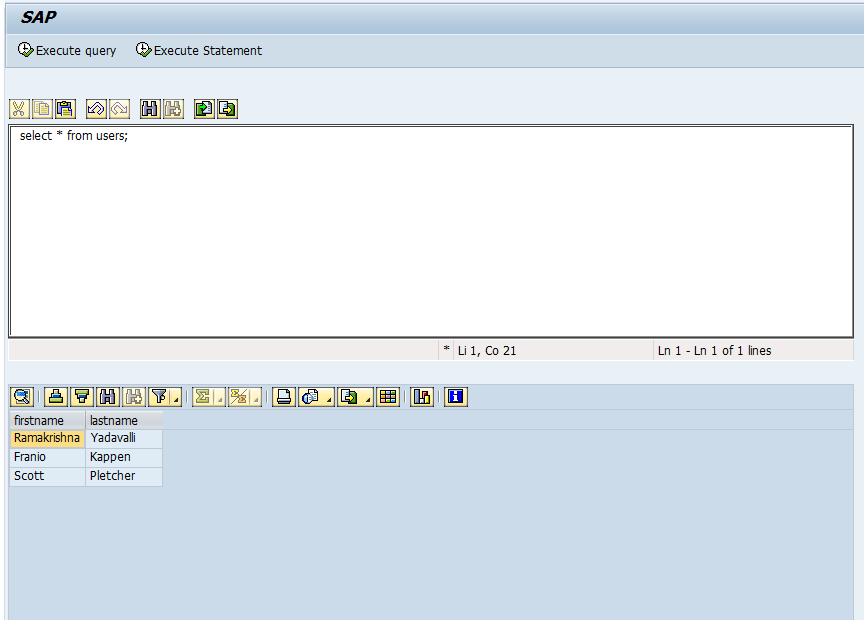 SAP
Execute query Execute Statement
select * from users;
* Li 1, Co 21 Ln 1 - Ln 1 of 1 lines
firstname lastname
Ramakrishna Yadavalli
Franio Kappen
Scott Pletcher